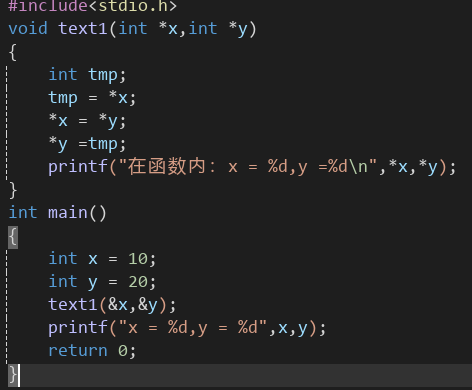 #include<stdio.h>
void text1(int *x,int *y)
{
    int tmp;
    tmp = *x;
    *x = *y;
    *y =tmp;
    printf("在函数内：x = %d,y =%d\n",*x,*y);
}
int main()
{
    int x = 10;
    int y = 20;
    text1(&x,&y);
    printf("x = %d,y = %d",x,y);
    return 0;
}